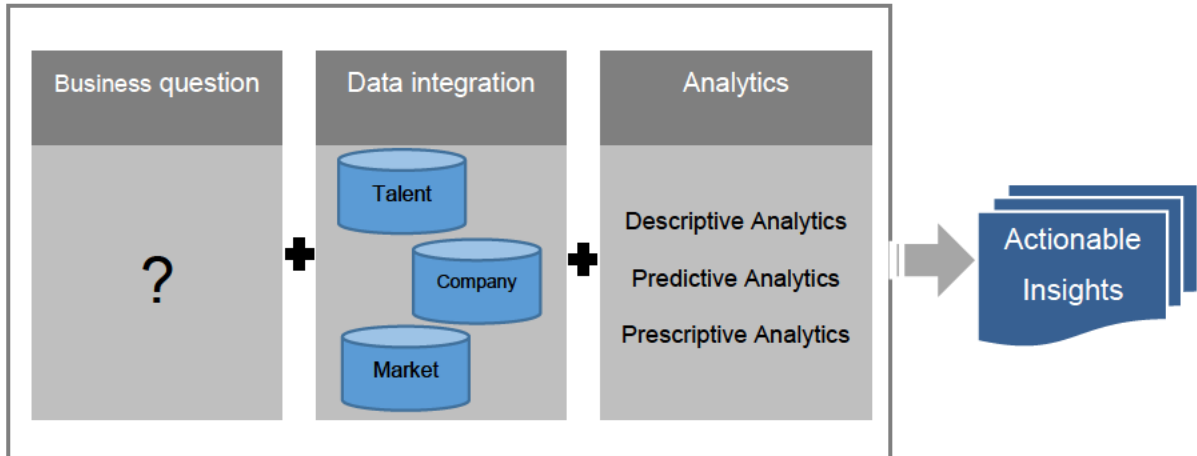 Business question
Data integration
Analytics
?
Talent
Company
Market
Descriptive Analytics
Predictive Analytics
Prescriptive Analytics
Actionable
Insights